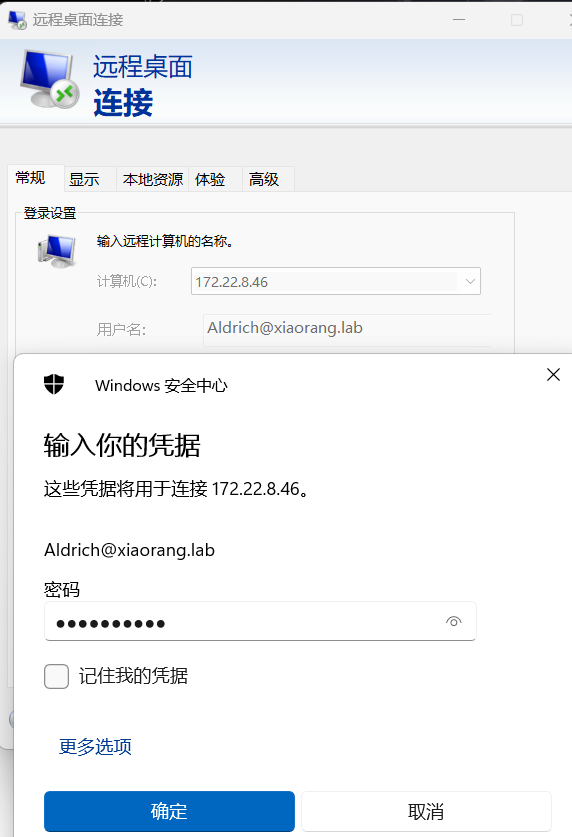 远程桌面连接
远程桌面
连接
常规 显示 本地资源 体验 高级
登录设置
输入远程计算机的名称。
计算机(C): 172.22.8.46
用户名: Aldrich@xiaorang.lab
Windows 安全中心
输入你的凭据
这些凭据将用于连接 172.22.8.46。
Aldrich@xiaorang.lab
密码
●●●●●●●●●●
记住我的凭据
更多选项
确定 取消